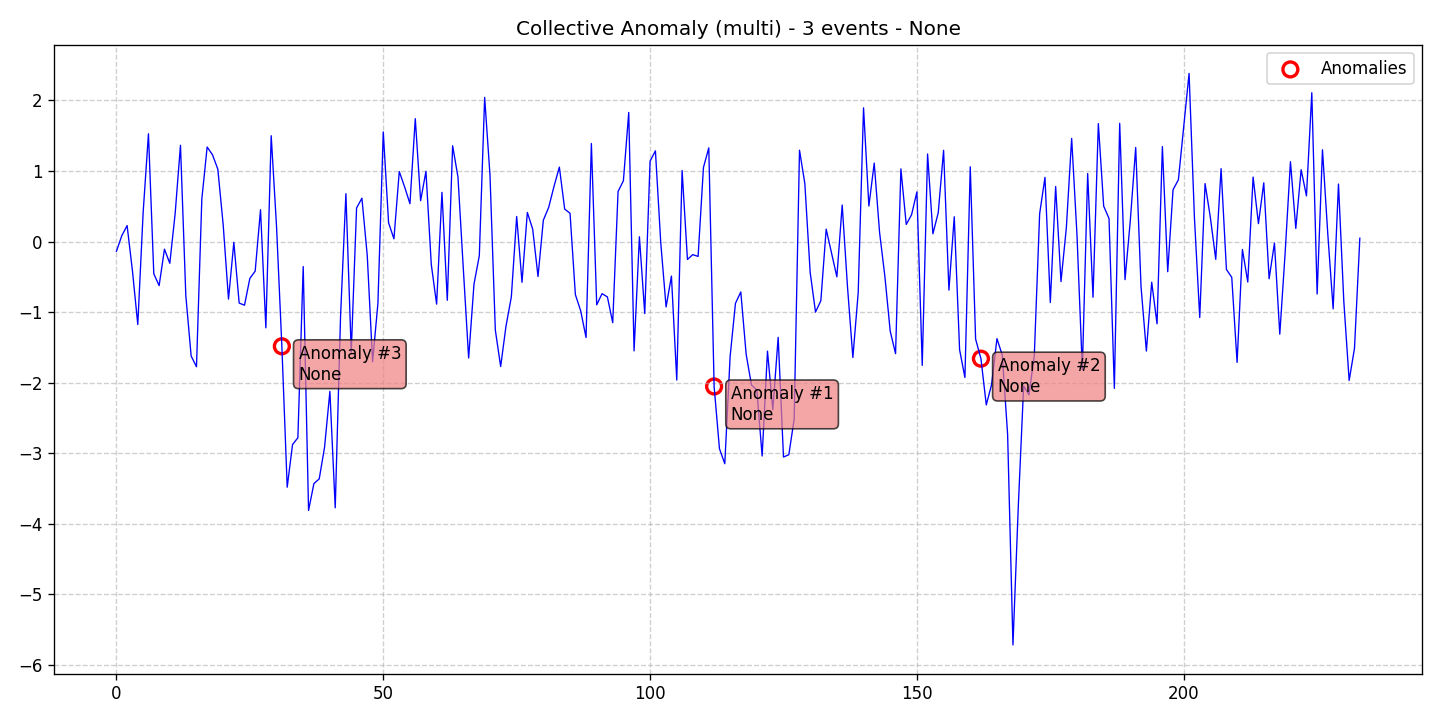 Collective Anomaly (multi) - 3 events - None
Anomalies
2
1
0
−1
−2
−3
−4
−5
−6
Anomaly #3
None
Anomaly #1
None
Anomaly #2
None
0
50
100
150
200